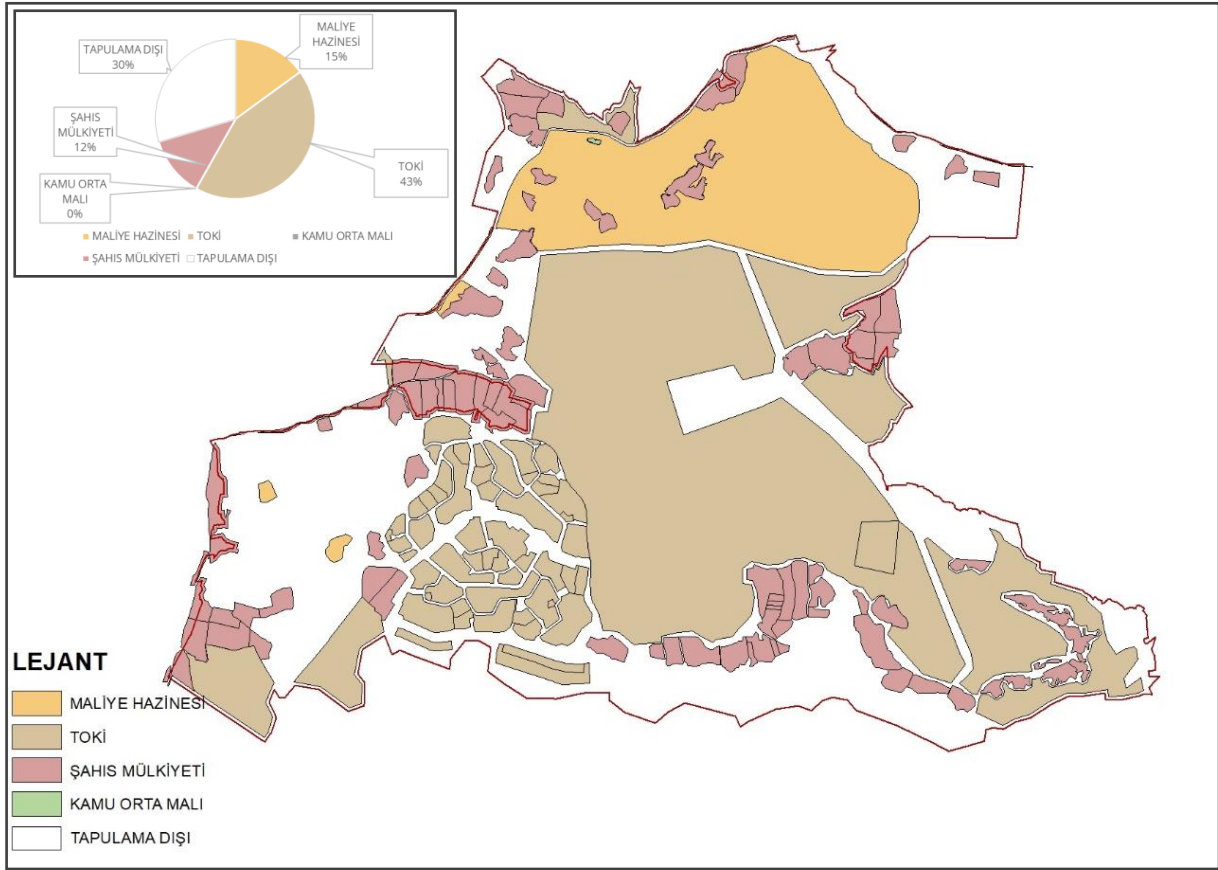 MALİYE
HAZİNESİ
15%
TAPULAMA DIŞI
30%
ŞAHIS
MÜLKİYETİ
12%
KAMU ORTA
MALI
0%
TOKİ
43%
MALİYE HAZİNESİ TOKİ KAMU ORTA MALI
ŞAHIS MÜLKİYETİ TAPULAMA DIŞI
LEJANT
MALİYE HAZİNESİ
TOKİ
ŞAHIS MÜLKİYETİ
KAMU ORTA MALI
TAPULAMA DIŞI